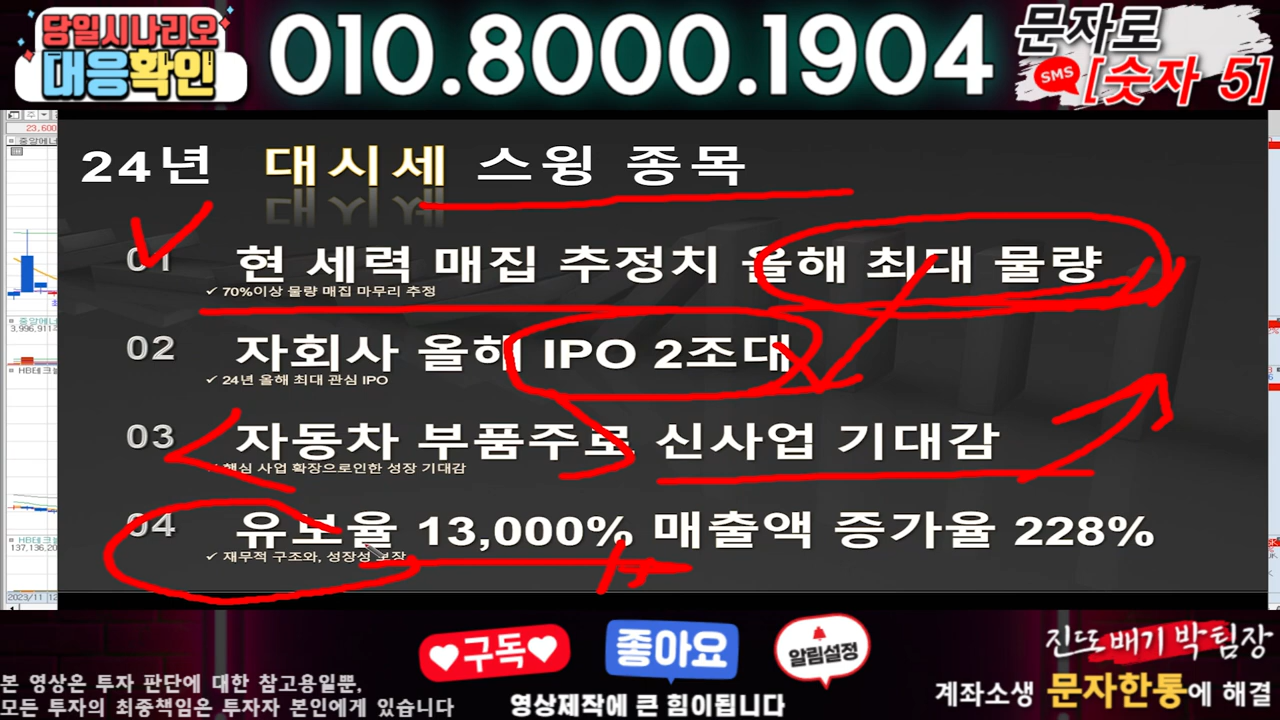 당일시나리오
대응확인
010.8000.1904
문자로
SMS
[숫자 5]
23,600
24년 대시세 스윙 종목
01 현 세력 매집 추정치 올해 최대 물량
✓ 70%이상 물량 매집 마무리 추정
3,996,911
02 자회사 올해 IPO 2조대
✓ 24년 올해 최대 관심 IPO
03 자동차 부품주로 신사업 기대감
핵심 사업 확장으로인한 성장 기대감
04 유보율 13,000% 매출액 증가율 228%
✓ 재무적 구조와, 성장성 보장
137,136,20
2023/11
구독
좋아요
알림설정
영상제작에 큰 힘이됩니다
본 영상은 투자 판단에 대한 참고용일뿐,
모든 투자의 최종책임은 투자자 본인에게 있습니다
진또배기 박팀장
계좌소생 문자한통에 해결